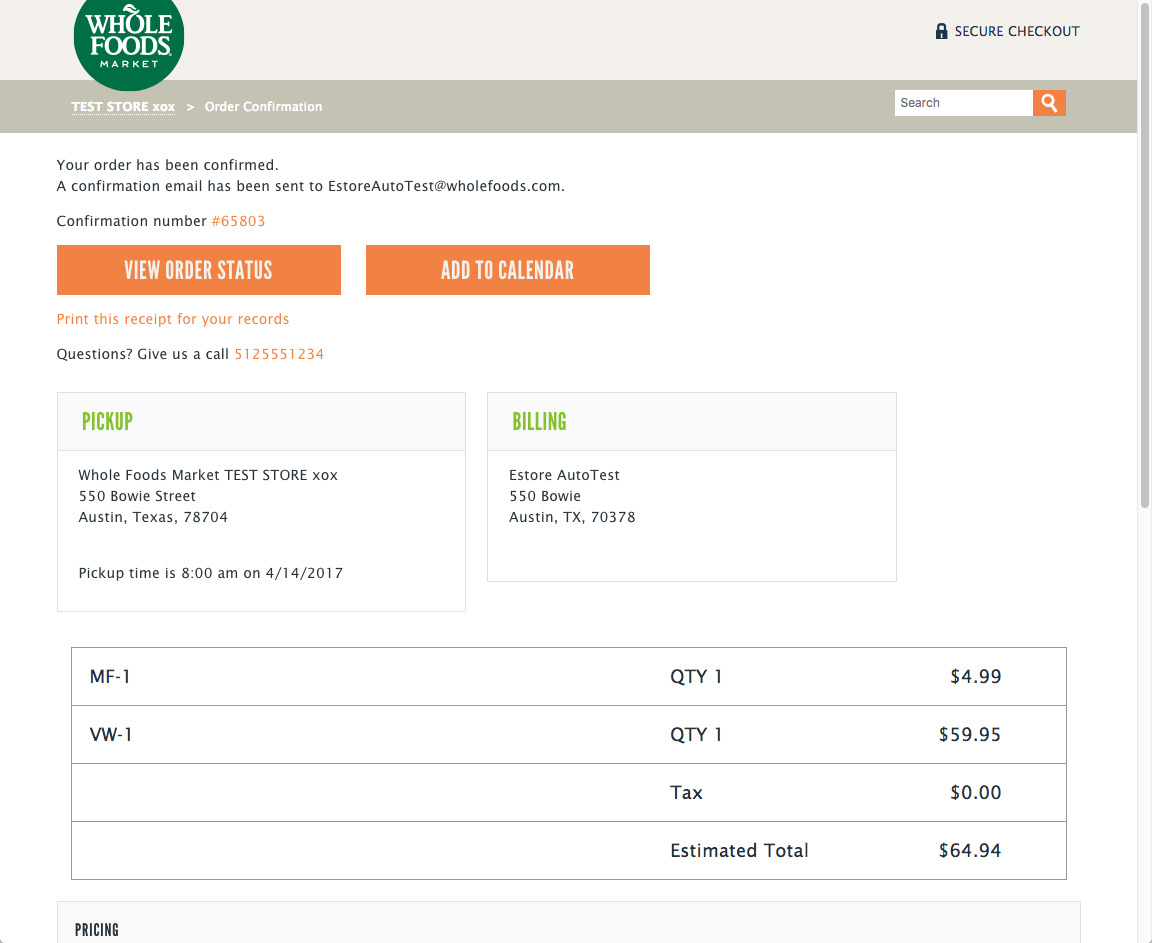 WHOLE
FOODS
MARKET
SECURE CHECKOUT
TEST STORE xox > Order Confirmation
Search
Your order has been confirmed.
A confirmation email has been sent to EstoreAutoTest@wholefoods.com.
Confirmation number #65803
VIEW ORDER STATUS
ADD TO CALENDAR
Print this receipt for your records
Questions? Give us a call 5125551234
PICKUP
Whole Foods Market TEST STORE xox
550 Bowie Street
Austin, Texas, 78704
Pickup time is 8:00 am on 4/14/2017
BILLING
Estore AutoTest
550 Bowie
Austin, TX, 70378
MF-1 QTY 1 $4.99
VW-1 QTY 1 $59.95
Tax $0.00
Estimated Total $64.94
PRICING